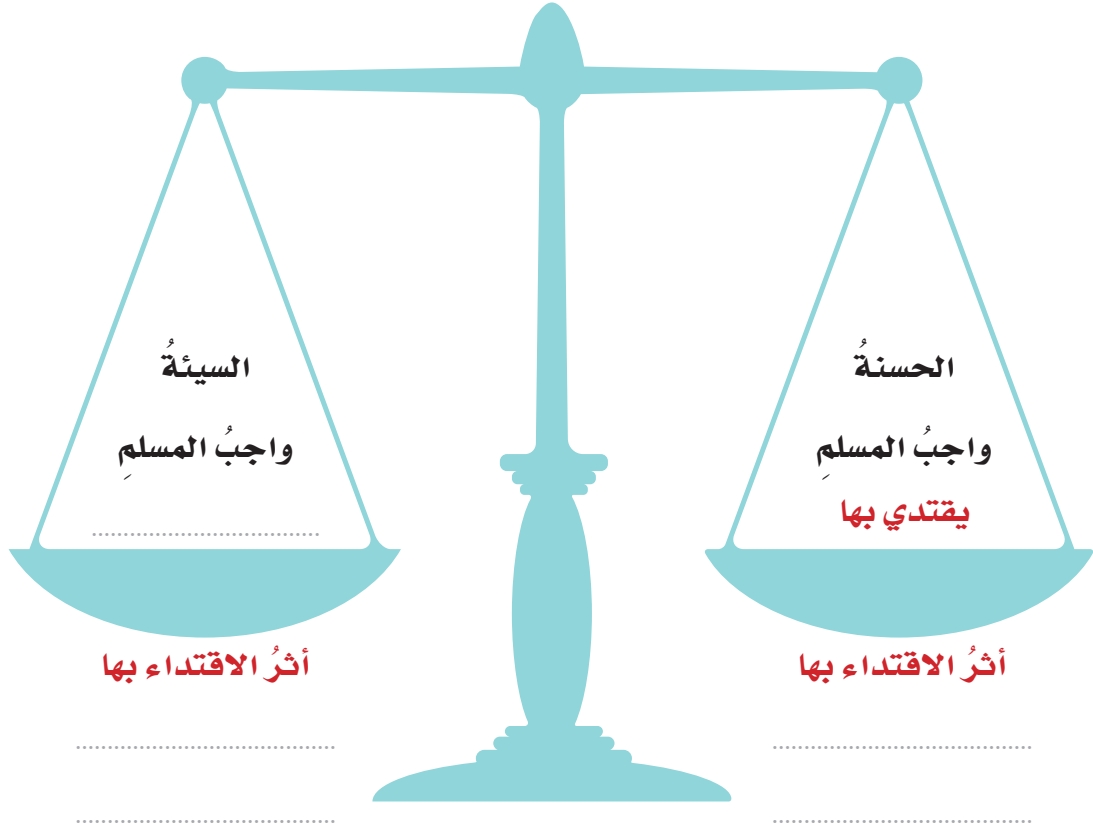 الحسنةُ
واجبُ المسلمِ
يقتدي بها
أثرُ الاقتداء بها
السيئةُ
واجبُ المسلمِ
أثرُ الاقتداء بها